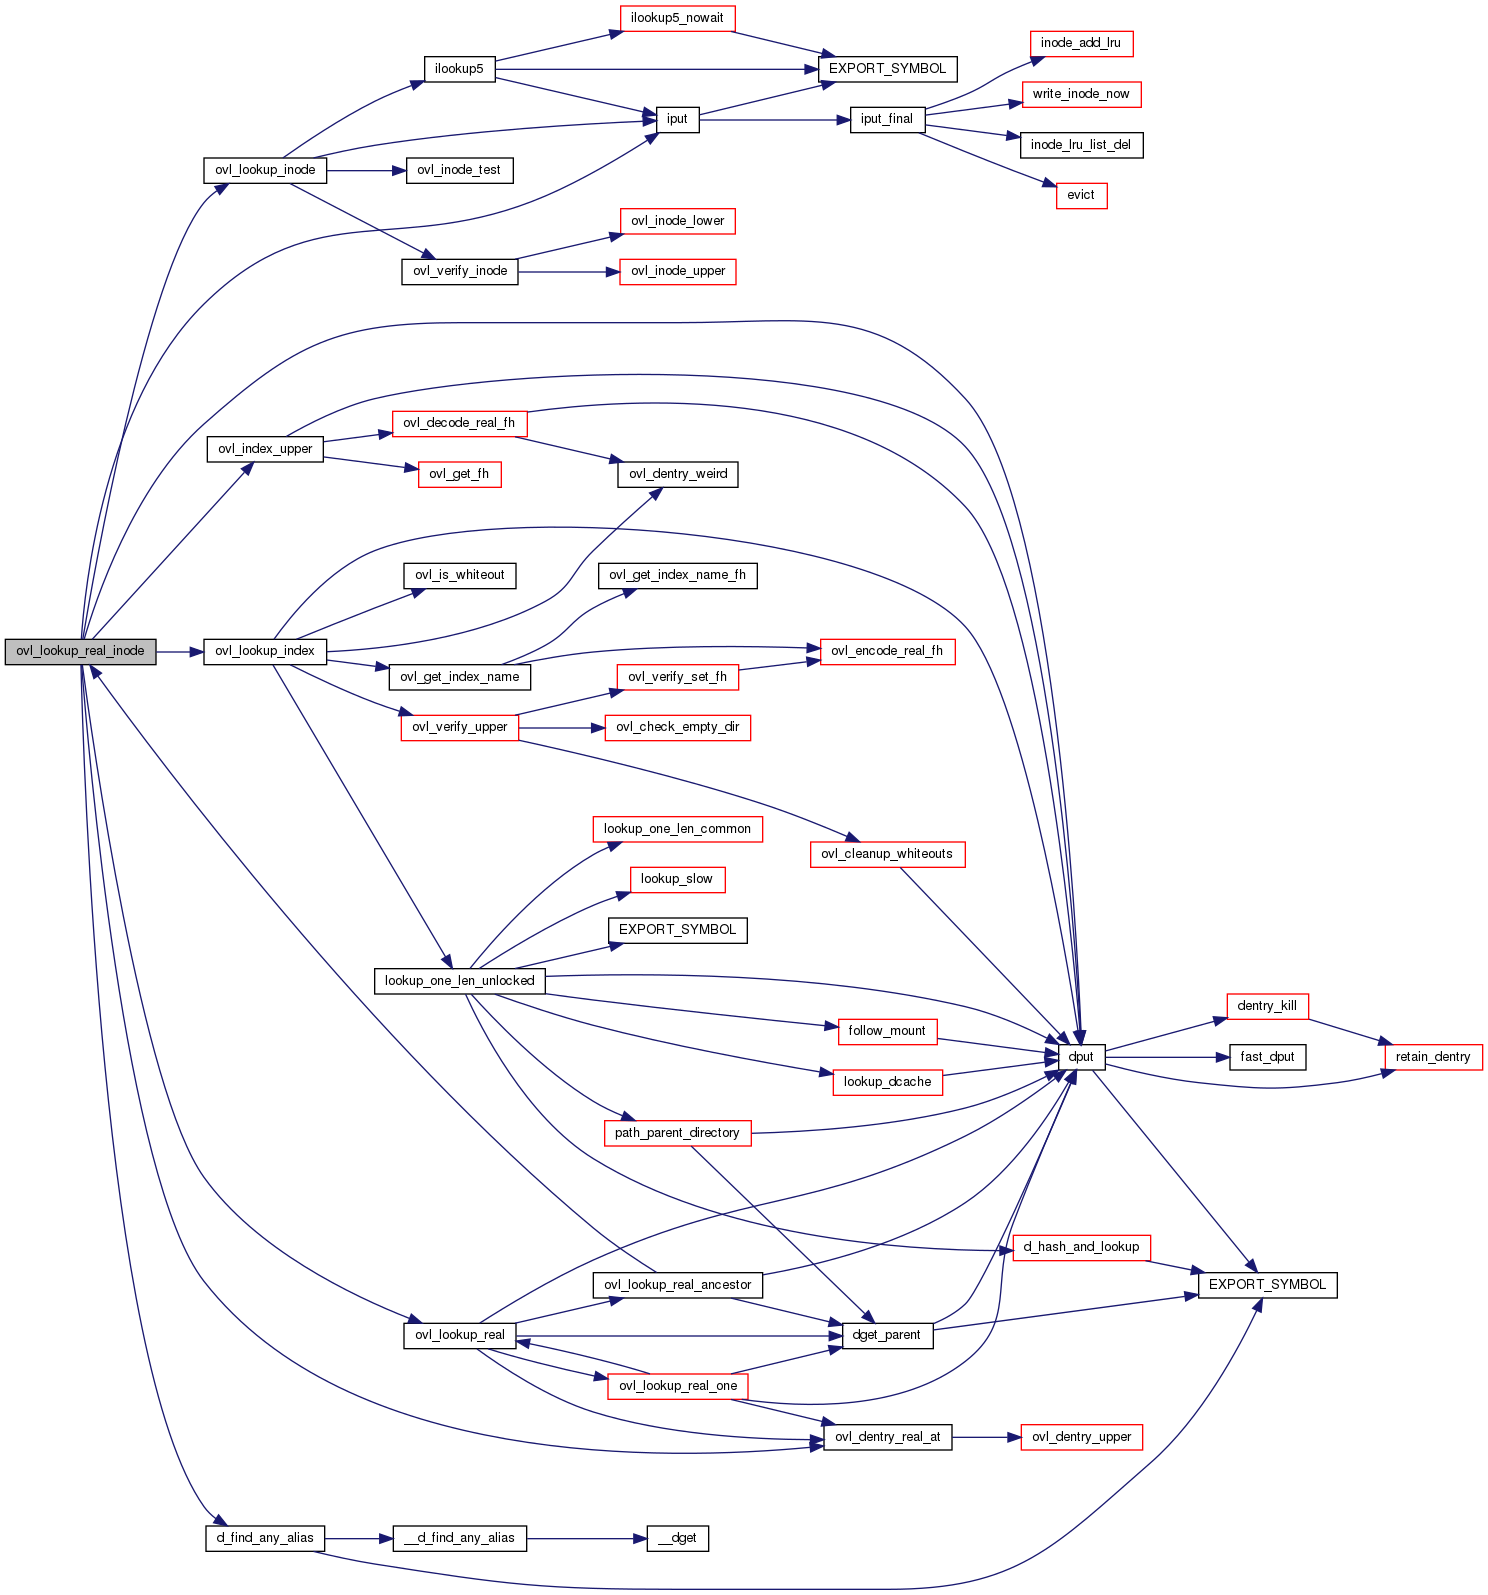 ilookup5_nowait
inode_add_lru
ilookup5
EXPORT_SYMBOL
write_inode_now
iput
iput_final
inode_lru_list_del
ovl_lookup_inode
ovl_inode_test
evict
ovl_inode_lower
ovl_verify_inode
ovl_inode_upper
ovl_decode_real_fh
ovl_index_upper
ovl_get_fh
ovl_dentry_weird
ovl_is_whiteout
ovl_get_index_name_fh
ovl_lookup_real_inode
ovl_lookup_index
ovl_encode_real_fh
ovl_get_index_name
ovl_verify_set_fh
ovl_verify_upper
ovl_check_empty_dir
lookup_one_len_common
ovl_cleanup_whiteouts
lookup_slow
EXPORT_SYMBOL
lookup_one_len_unlocked
dentry_kill
follow_mount
dput
fast_dput
retain_dentry
lookup_dcache
path_parent_directory
d_hash_and_lookup
ovl_lookup_real_ancestor
EXPORT_SYMBOL
ovl_lookup_real
dget_parent
ovl_lookup_real_one
ovl_dentry_real_at
ovl_dentry_upper
d_find_any_alias
__d_find_any_alias
__dget